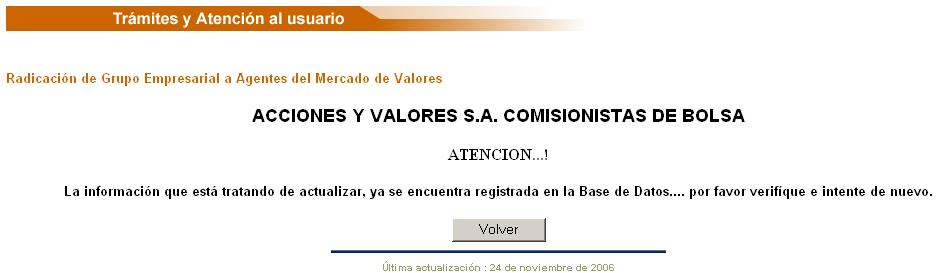 Trámites y Atención al usuario
Radicación de Grupo Empresarial a Agentes del Mercado de Valores
ACCIONES Y VALORES S.A. COMISIONISTAS DE BOLSA
ATENCION...!
La información que está tratando de actualizar, ya se encuentra registrada en la Base de Datos.... por favor verifíque e intente de nuevo.
Volver
Última actualización : 24 de noviembre de 2006